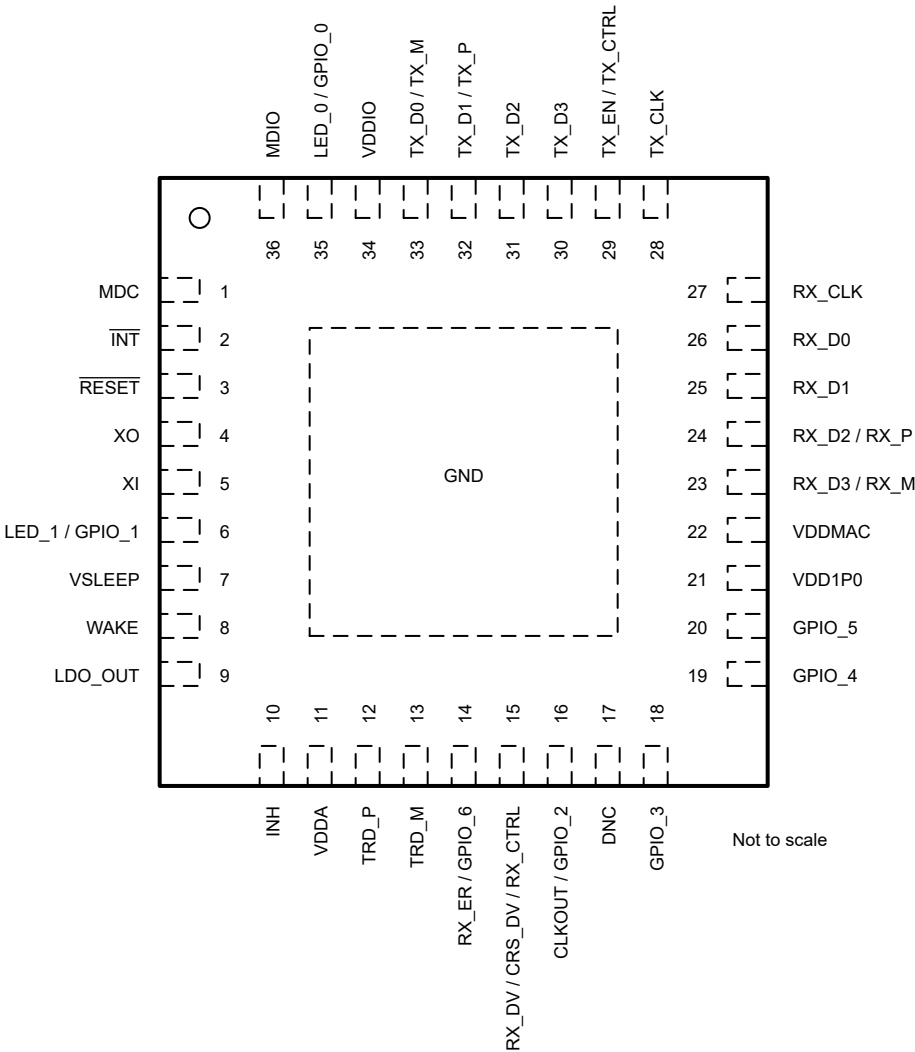 MDIO
LED_0 / GPIO_0
VDDIO
TX_D0 / TX_M
TX_D1 / TX_P
TX_D2
TX_D3
TX_EN / TX_CTRL
TX_CLK
36
35
34
33
32
31
30
29
28
MDC 1
INT 2
RESET 3
XO 4
XI 5
LED_1 / GPIO_1 6
VSLEEP 7
WAKE 8
LDO_OUT 9
GND
27 RX_CLK
26 RX_D0
25 RX_D1
24 RX_D2 / RX_P
23 RX_D3 / RX_M
22 VDDMAC
21 VDD1P0
20 GPIO_5
19 GPIO_4
10
11
12
13
14
15
16
17
18
INH
VDDA
TRD_P
TRD_M
RX_ER / GPIO_6
RX_DV / CRS_DV / RX_CTRL
CLKOUT / GPIO_2
DNC
GPIO_3
Not to scale